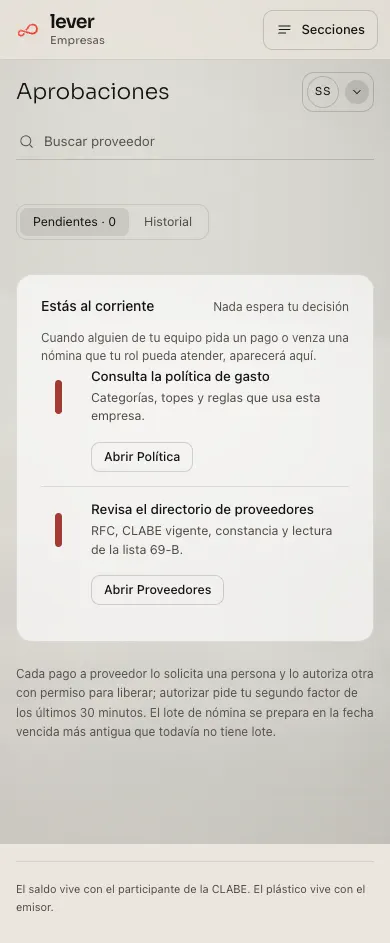 lever
Empresas
Secciones
Aprobaciones
SS
Buscar proveedor
Pendientes · 0
Historial
Estás al corriente
Nada espera tu decisión
Cuando alguien de tu equipo pida un pago o venza una
nómina que tu rol pueda atender, aparecerá aquí.
Consulta la política de gasto
Categorías, topes y reglas que usa esta
empresa.
Abrir Política
Revisa el directorio de proveedores
RFC, CLABE vigente, constancia y lectura
de la lista 69-B.
Abrir Proveedores
Cada pago a proveedor lo solicita una persona y lo autoriza otra
con permiso para liberar; autorizar pide tu segundo factor de
los últimos 30 minutos. El lote de nómina se prepara en la fecha
vencida más antigua que todavía no tiene lote.
El saldo vive con el participante de la CLABE. El plástico vive con el
emisor.